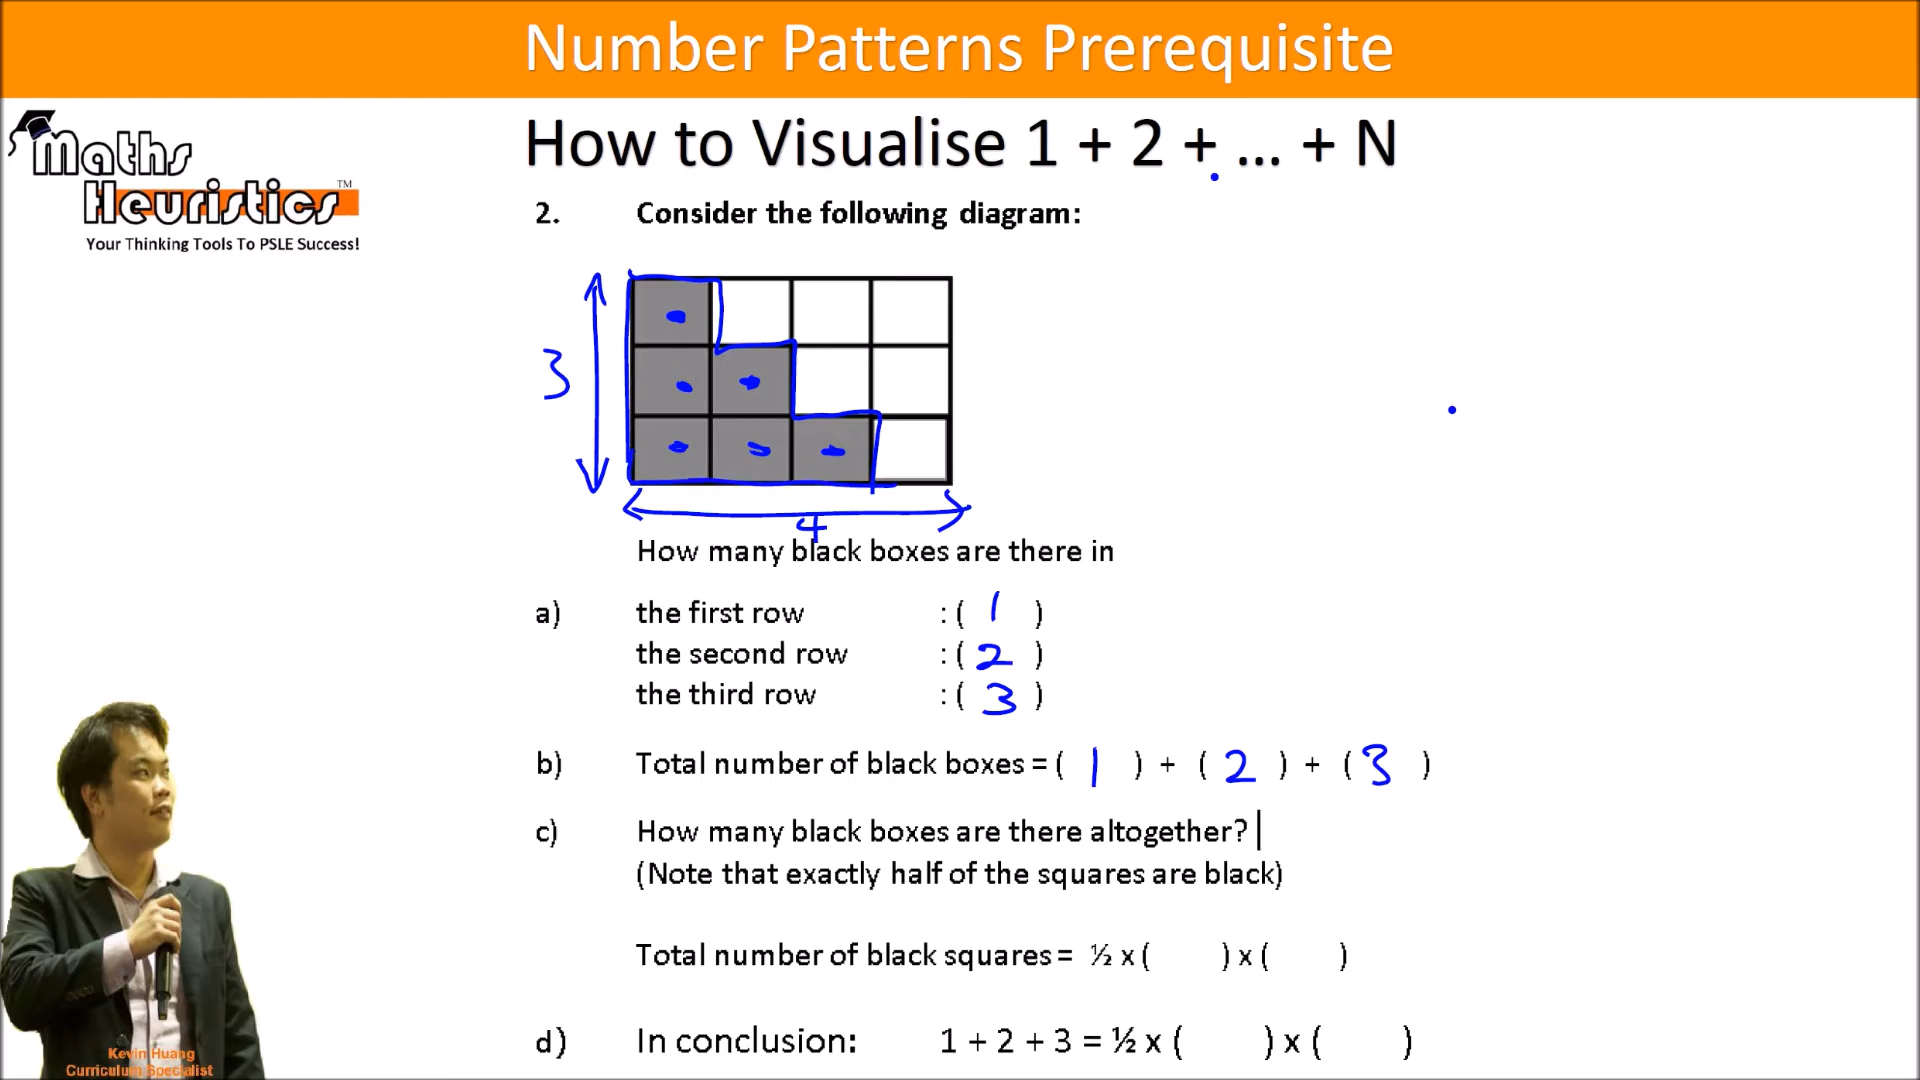 Number Patterns Prerequisite
Maths
Heuristics™
Your Thinking Tools To PSLE Success!
How to Visualise 1 + 2 + ... + N
2. Consider the following diagram:
3
4
How many black boxes are there in
a) the first row : ( 1 )
the second row : ( 2 )
the third row : ( 3 )
b) Total number of black boxes = ( 1 ) + ( 2 ) + ( 3 )
c) How many black boxes are there altogether?
(Note that exactly half of the squares are black)
Total number of black squares = ½ x ( ) x ( )
d) In conclusion: 1 + 2 + 3 = ½ x ( ) x ( )
Kevin Huang
Curriculum Specialist